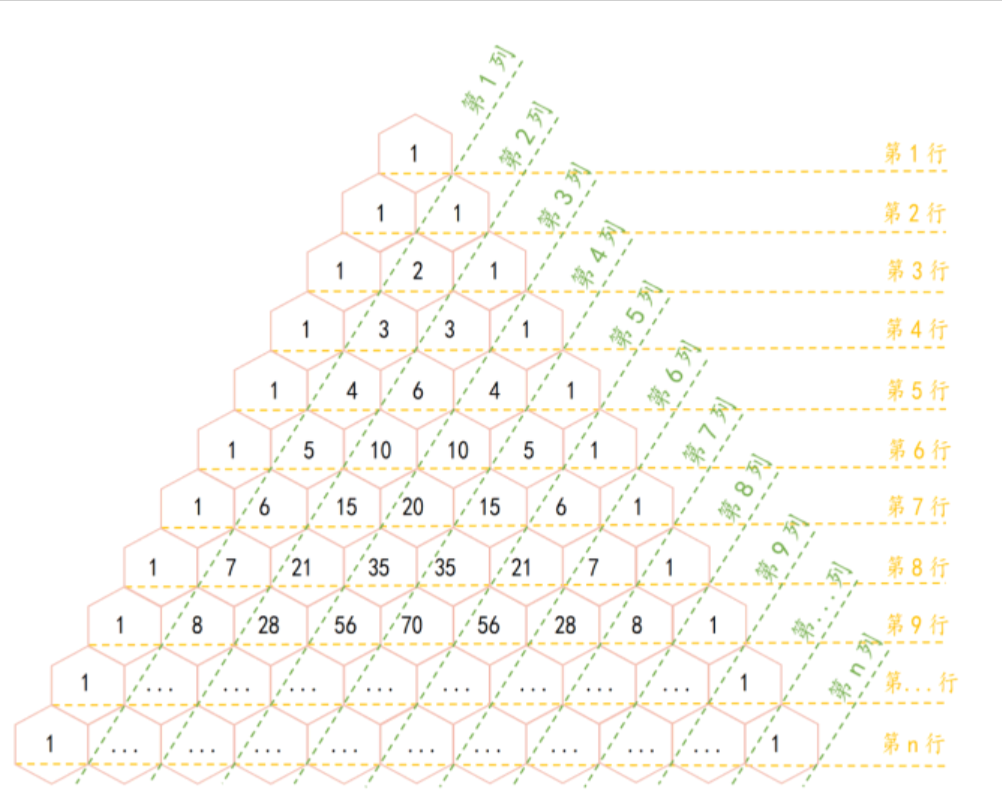 第1列
第2列
1 第1行
第3列
1 1 第2行
第4列
1 2 1 第3行
第5列
1 3 3 1 第4行
第6列
1 4 6 4 1 第5行
第7列
1 5 10 10 5 1 第6行
第8列
1 6 15 20 15 6 1 第7行
第9列
1 7 21 35 35 21 7 1 第8行
第...列
1 8 28 56 70 56 28 8 1 第9行
第n列
1 ... ... ... ... ... ... ... ... 1 第...行
1 ... ... ... ... ... ... ... ... ... 1 第n行